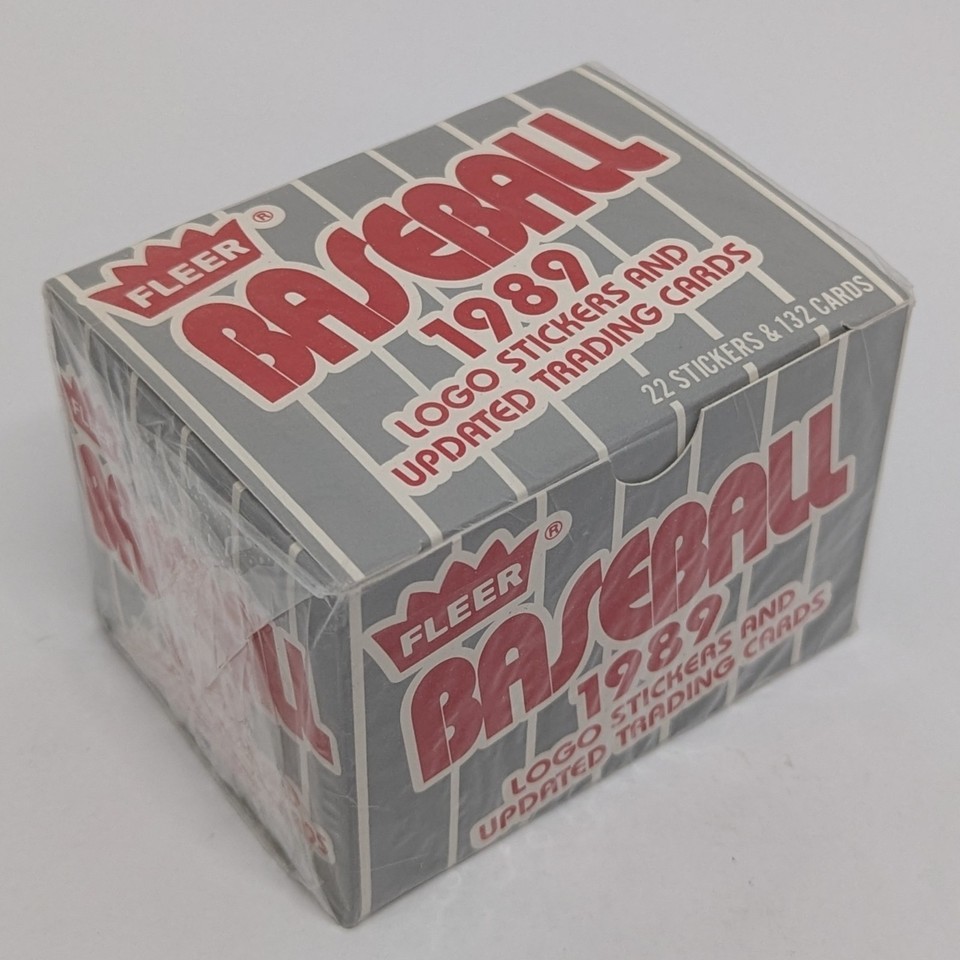 FLEER®
BASEBALL
1989
LOGO STICKERS AND
UPDATED TRADING CARDS
22 STICKERS & 132 CARDS
FLEER®
BASEBALL
1989
LOGO STICKERS AND
UPDATED TRADING CARDS